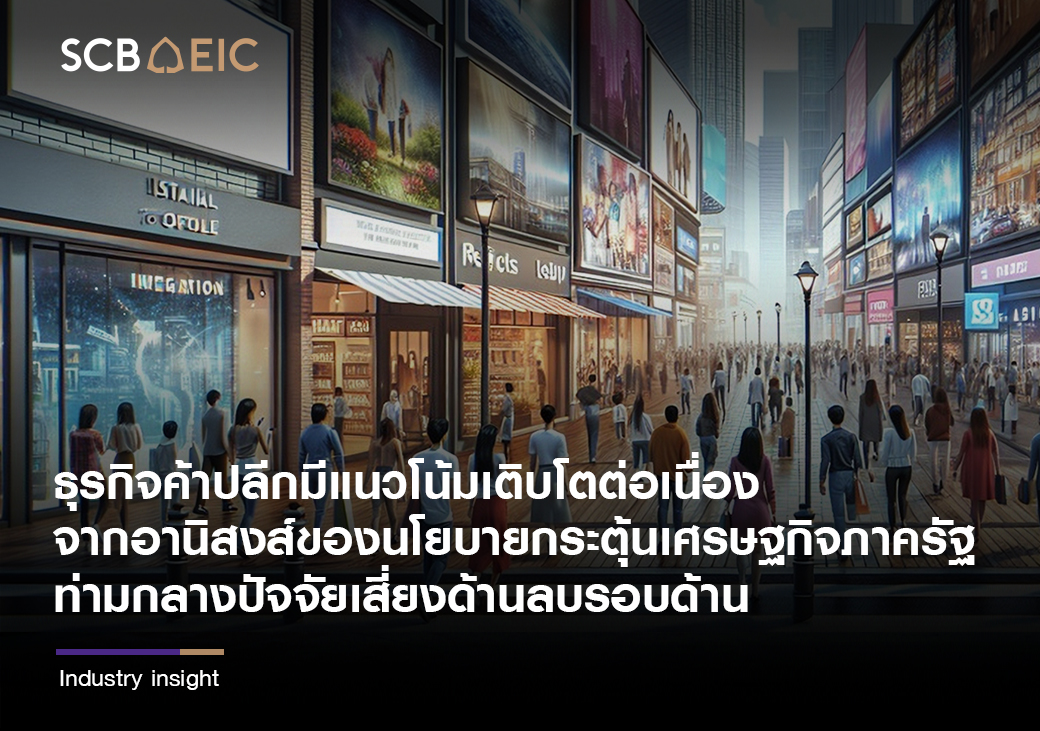 SCB EIC
ISTAIAL
TO OFOLE
ธุรกิจค้าปลีกมีแนวโน้มเติบโตต่อเนื่อง
จากอานิสงส์ของนโยบายกระตุ้นเศรษฐกิจภาครัฐ
ท่ามกลางปัจจัยเสี่ยงด้านลบรอบด้าน
Industry insight